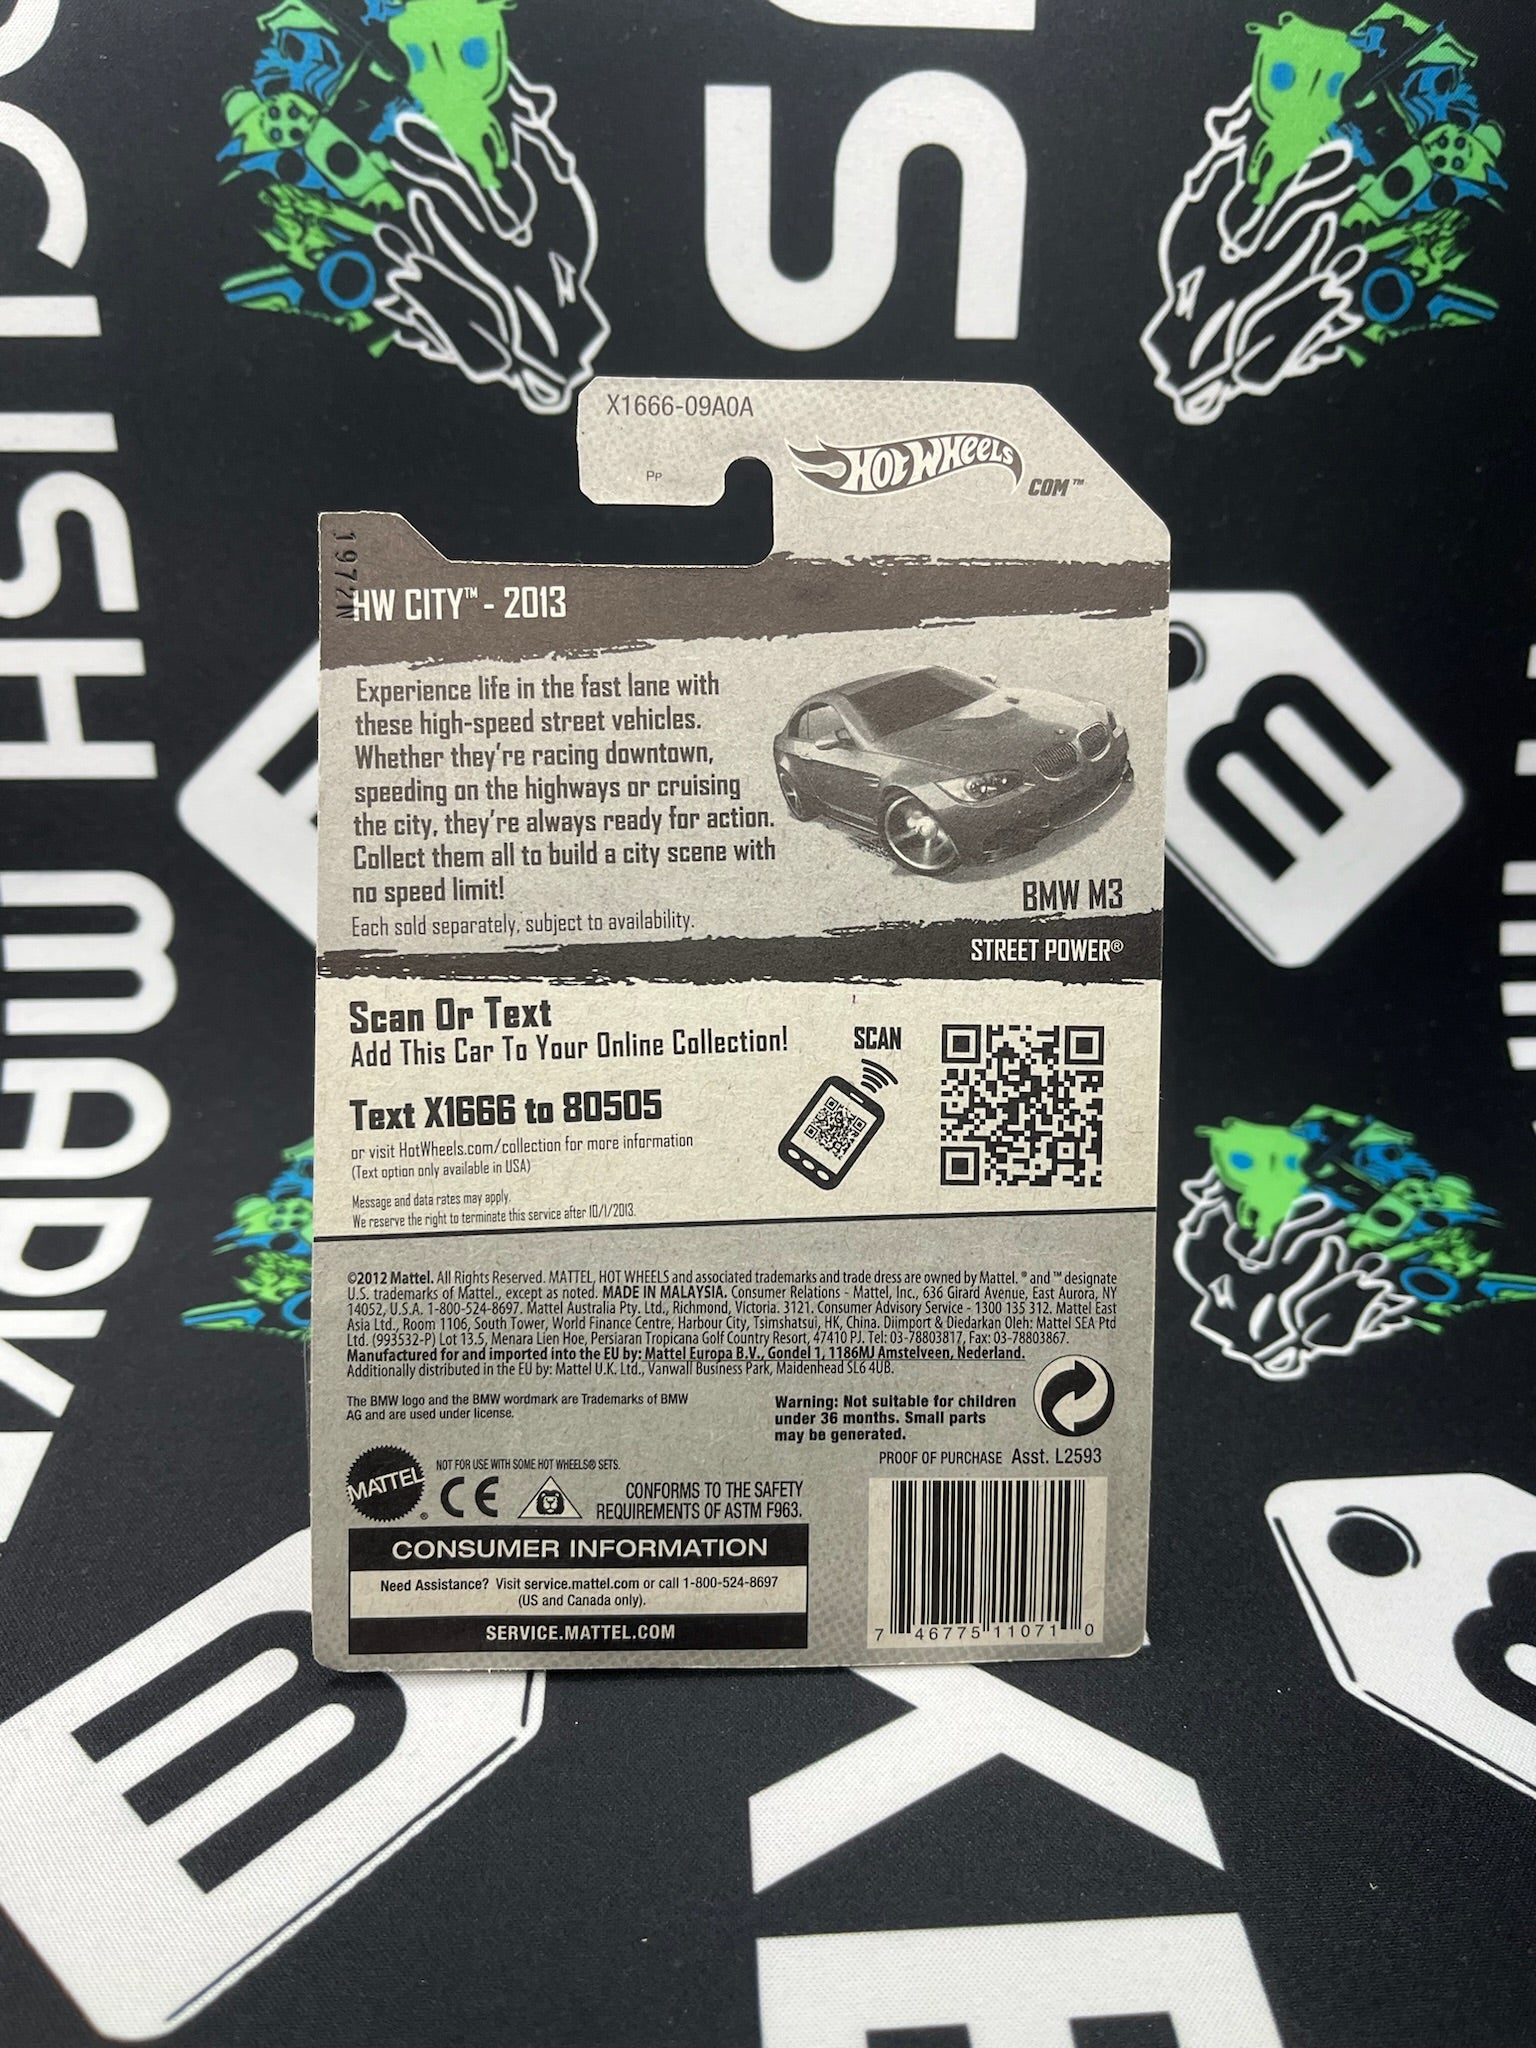 X1666-09A0A
Pp
HOT WHEELS
COM™
1972N
HW CITY™ - 2013
Experience life in the fast lane with
these high-speed street vehicles.
Whether they're racing downtown,
speeding on the highways or cruising
the city, they're always ready for action.
Collect them all to build a city scene with
no speed limit!
Each sold separately, subject to availability.
BMW M3
STREET POWER®
Scan Or Text
Add This Car To Your Online Collection!
Text X1666 to 80505
or visit HotWheels.com/collection for more information
(Text option only available in USA)
Message and data rates may apply.
We reserve the right to terminate this service after 10/1/2013.
SCAN
©2012 Mattel. All Rights Reserved. MATTEL, HOT WHEELS and associated trademarks and trade dress are owned by Mattel. ® and ™ designate
U.S. trademarks of Mattel., except as noted. MADE IN MALAYSIA. Consumer Relations - Mattel, Inc., 636 Girard Avenue, East Aurora, NY
14052, U.S.A. 1-800-524-8697. Mattel Australia Pty. Ltd., Richmond, Victoria. 3121. Consumer Advisory Service - 1300 135 312. Mattel East
Asia Ltd., Room 1106, South Tower, World Finance Centre, Harbour City, Tsimshatsui, HK, China. Diimport & Diedarkan Oleh: Mattel SEA Ptd
Ltd. (993532-P) Lot 13.5, Menara Lien Hoe, Persiaran Tropicana Golf Country Resort, 47410 PJ. Tel: 03-78803817, Fax: 03-78803867.
Manufactured for and imported into the EU by: Mattel Europa B.V., Gondel 1, 1186MJ Amstelveen, Nederland.
Additionally distributed in the EU by: Mattel U.K. Ltd., Vanwall Business Park, Maidenhead SL6 4UB.
The BMW logo and the BMW wordmark are Trademarks of BMW
AG and are used under license.
Warning: Not suitable for children
under 36 months. Small parts
may be generated.
PROOF OF PURCHASE Asst. L2593
MATTEL®
NOT FOR USE WITH SOME HOT WHEELS® SETS.
CE
CONFORMS TO THE SAFETY
REQUIREMENTS OF ASTM F963.
CONSUMER INFORMATION
Need Assistance? Visit service.mattel.com or call 1-800-524-8697
(US and Canada only).
SERVICE.MATTEL.COM
7 46775 11071 0